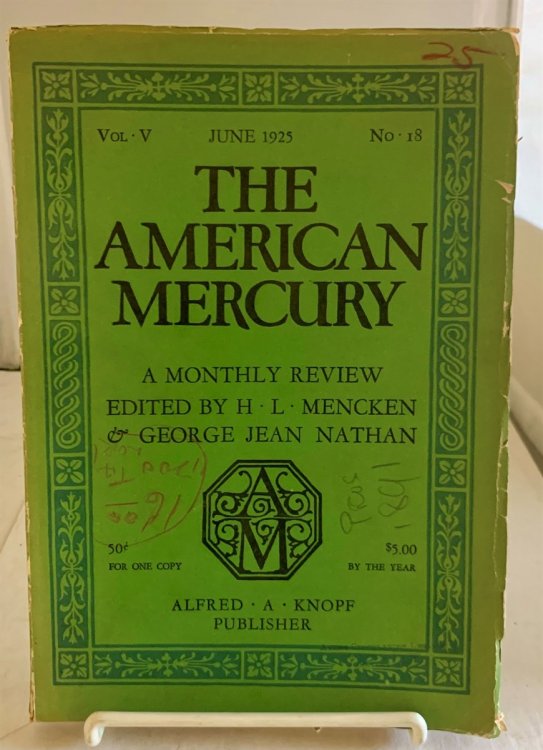 25
VOL · V JUNE 1925 NO · 18
THE
AMERICAN
MERCURY
A MONTHLY REVIEW
EDITED BY H · L · MENCKEN
& GEORGE JEAN NATHAN
AM
50¢ $5.00
FOR ONE COPY BY THE YEAR
ALFRED · A · KNOPF
PUBLISHER